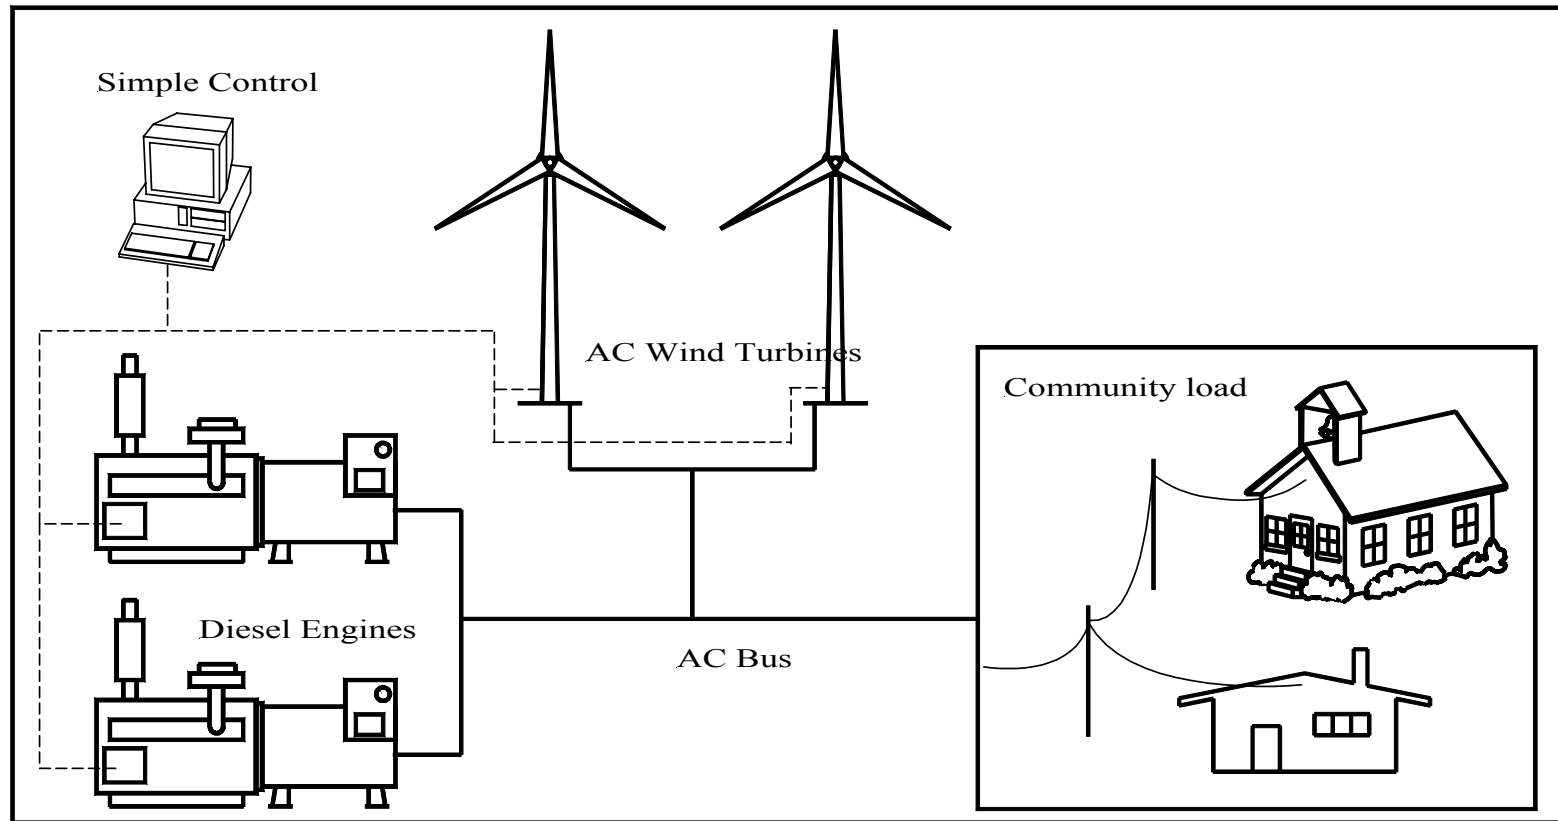 Simple Control
AC Wind Turbines
Community load
Diesel Engines
AC Bus